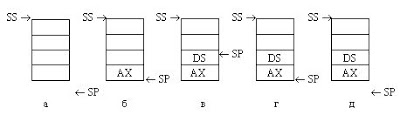 SS → SS → SS → SS → SS →
DS ← SP DS DS
AX ← SP AX AX ← SP AX
← SP ← SP
а б в г д